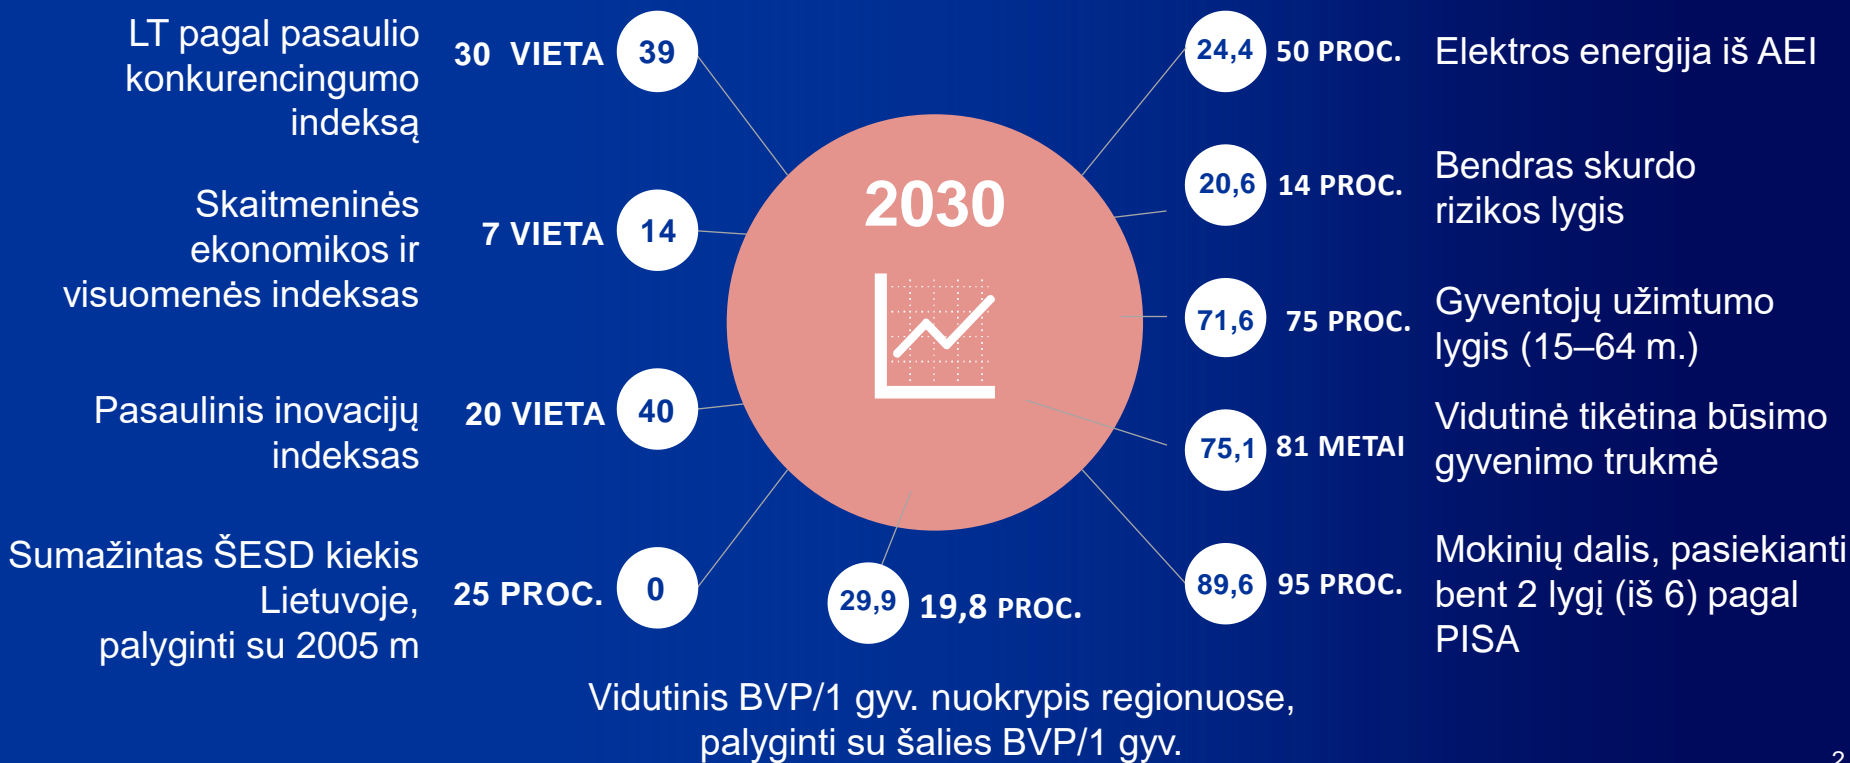 LT pagal pasaulio
konkurencingumo
indeksą
30 VIETA
39
Skaitmeninės
ekonomikos ir
visuomenės indeksas
7 VIETA
14
Pasaulinis inovacijų
indeksas
20 VIETA
40
Sumažintas ŠESD kiekis
Lietuvoje,
palyginti su 2005 m
25 PROC.
0
2030
29,9
19,8 PROC.
Vidutinis BVP/1 gyv. nuokrypis regionuose,
palyginti su šalies BVP/1 gyv.
24,4
50 PROC.
Elektros energija iš AEI
20,6
14 PROC.
Bendras skurdo
rizikos lygis
71,6
75 PROC.
Gyventojų užimtumo
lygis (15–64 m.)
75,1
81 METAI
Vidutinė tikėtina būsimo
gyvenimo trukmė
89,6
95 PROC.
Mokinių dalis, pasiekianti
bent 2 lygį (iš 6) pagal
PISA
2